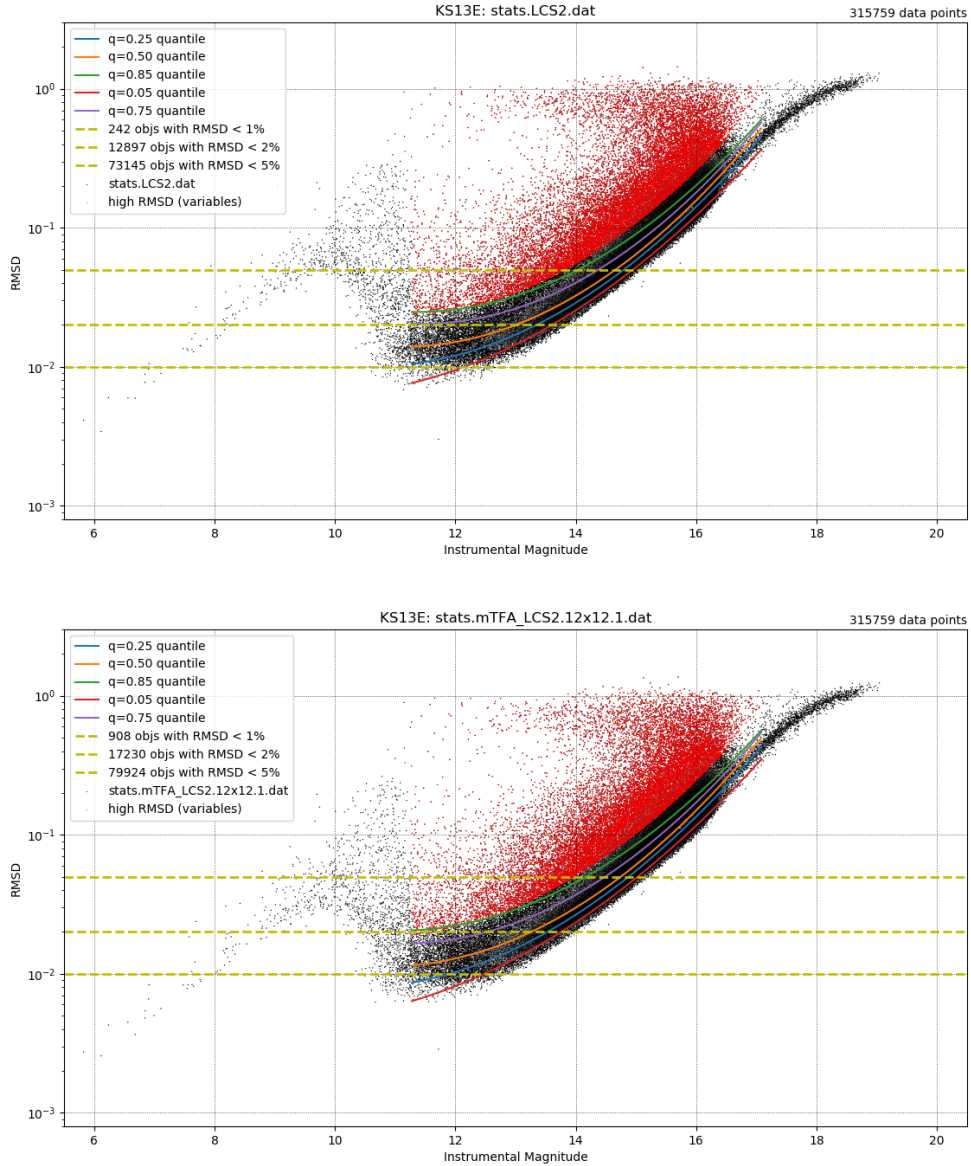 KS13E: stats.LCS2.dat
315759 data points
q=0.25 quantile
q=0.50 quantile
q=0.85 quantile
q=0.05 quantile
q=0.75 quantile
242 objs with RMSD < 1%
12897 objs with RMSD < 2%
73145 objs with RMSD < 5%
stats.LCS2.dat
high RMSD (variables)
10⁰
10⁻¹
10⁻²
10⁻³
RMSD
6 8 10 12 14 16 18 20
Instrumental Magnitude
KS13E: stats.mTFA_LCS2.12x12.1.dat
315759 data points
q=0.25 quantile
q=0.50 quantile
q=0.85 quantile
q=0.05 quantile
q=0.75 quantile
908 objs with RMSD < 1%
17230 objs with RMSD < 2%
79924 objs with RMSD < 5%
stats.mTFA_LCS2.12x12.1.dat
high RMSD (variables)
10⁰
10⁻¹
10⁻²
10⁻³
RMSD
6 8 10 12 14 16 18 20
Instrumental Magnitude